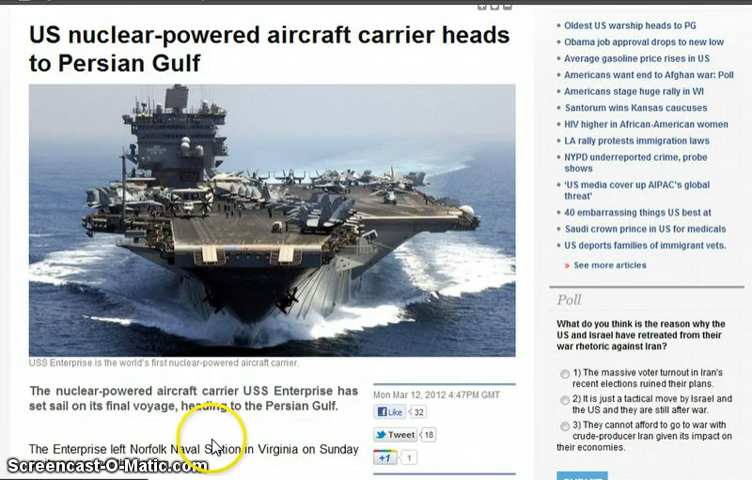 US nuclear-powered aircraft carrier heads
to Persian Gulf
USS Enterprise is the world's first nuclear-powered aircraft carrier.
The nuclear-powered aircraft carrier USS Enterprise has
set sail on its final voyage, heading to the Persian Gulf.
The Enterprise left Norfolk Naval Station in Virginia on Sunday
Mon Mar 12, 2012 4:47PM GMT
Like 32
Tweet 18
+1 1
Oldest US warship heads to PG
Obama job approval drops to new low
Average gasoline price rises in US
Americans want end to Afghan war: Poll
Americans stage huge rally in WI
Santorum wins Kansas caucuses
HIV higher in African-American women
LA rally protests immigration laws
NYPD underreported crime, probe
shows
'US media cover up AIPAC's global
threat'
40 embarrassing things US best at
Saudi crown prince in US for medicals
US deports families of immigrant vets.
» See more articles
Poll
What do you think is the reason why the
US and Israel have retreated from their
war rhetoric against Iran?
1) The massive voter turnout in Iran's
recent elections ruined their plans.
2) It is just a tactical move by Israel and
the US and they are still after war.
3) They cannot afford to go to war with
crude-producer Iran given its impact on
their economies.
Screencast-O-Matic.com